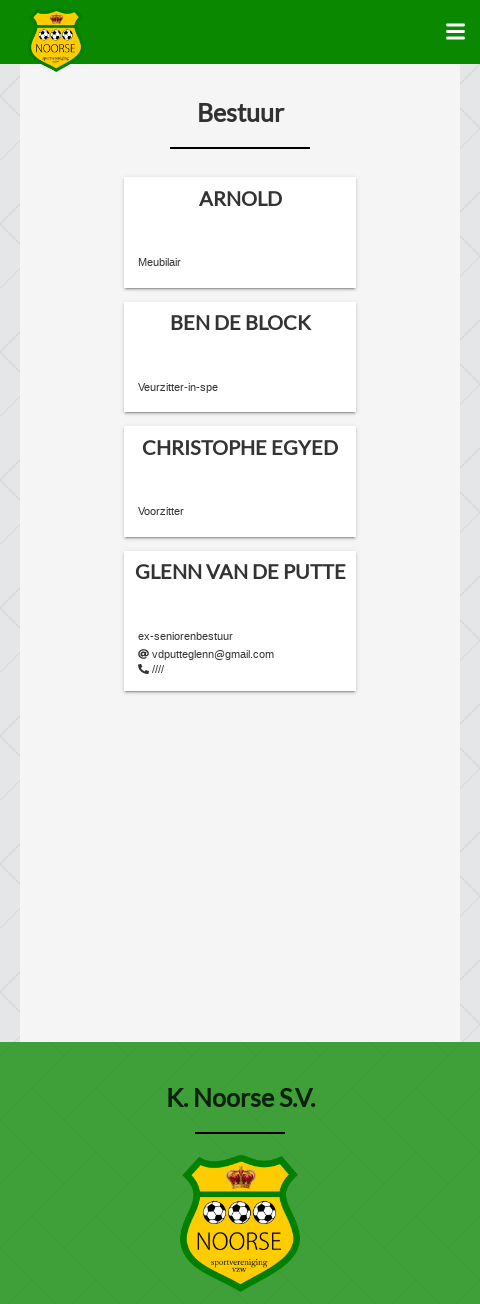 NOORSE
sportvereniging
vzw
Bestuur
ARNOLD
Meubilair
BEN DE BLOCK
Veurzitter-in-spe
CHRISTOPHE EGYED
Voorzitter
GLENN VAN DE PUTTE
ex-seniorenbestuur
vdputteglenn@gmail.com
////
K. Noorse S.V.
NOORSE
sportvereniging
vzw